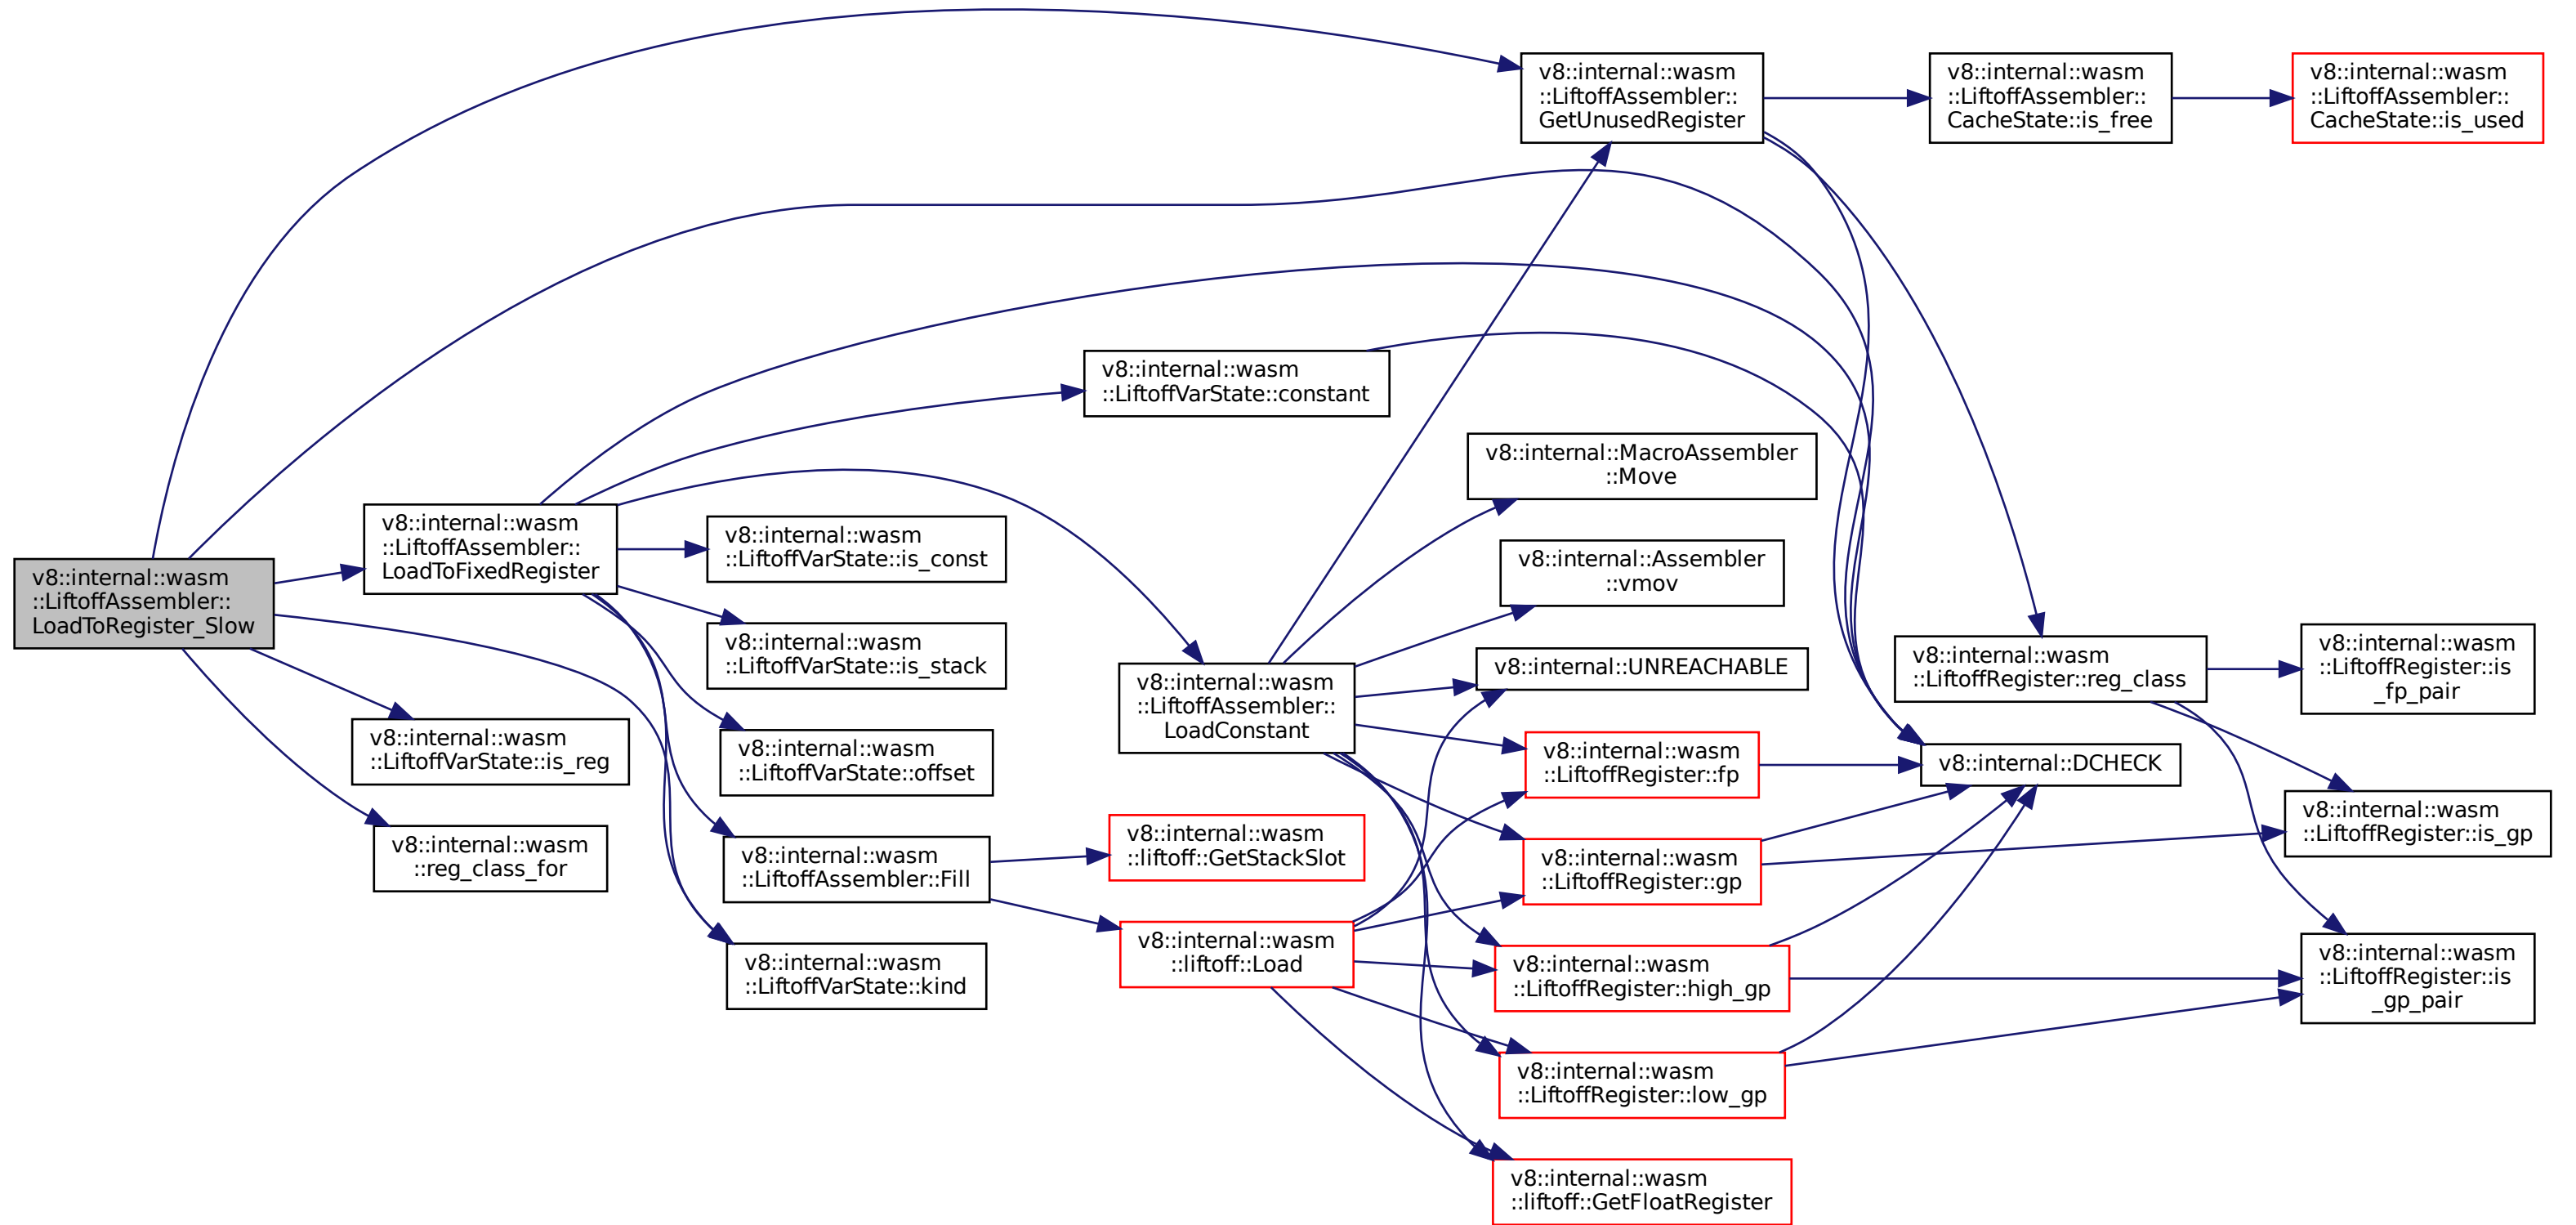 v8::internal::wasm
::LiftoffAssembler::
LoadToRegister_Slow
v8::internal::wasm
::LiftoffAssembler::
LoadToFixedRegister
v8::internal::wasm
::LiftoffVarState::is_reg
v8::internal::wasm
::reg_class_for
v8::internal::wasm
::LiftoffVarState::is_const
v8::internal::wasm
::LiftoffVarState::is_stack
v8::internal::wasm
::LiftoffVarState::offset
v8::internal::wasm
::LiftoffAssembler::Fill
v8::internal::wasm
::LiftoffVarState::kind
v8::internal::wasm
::LiftoffVarState::constant
v8::internal::wasm
::LiftoffAssembler::
LoadConstant
v8::internal::wasm
::liftoff::GetStackSlot
v8::internal::wasm
::liftoff::Load
v8::internal::wasm
::LiftoffAssembler::
GetUnusedRegister
v8::internal::MacroAssembler
::Move
v8::internal::Assembler
::vmov
v8::internal::UNREACHABLE
v8::internal::wasm
::LiftoffRegister::fp
v8::internal::wasm
::LiftoffRegister::gp
v8::internal::wasm
::LiftoffRegister::high_gp
v8::internal::wasm
::LiftoffRegister::low_gp
v8::internal::wasm
::liftoff::GetFloatRegister
v8::internal::wasm
::LiftoffAssembler::
CacheState::is_free
v8::internal::wasm
::LiftoffRegister::reg_class
v8::internal::DCHECK
v8::internal::wasm
::LiftoffAssembler::
CacheState::is_used
v8::internal::wasm
::LiftoffRegister::is
_fp_pair
v8::internal::wasm
::LiftoffRegister::is_gp
v8::internal::wasm
::LiftoffRegister::is
_gp_pair